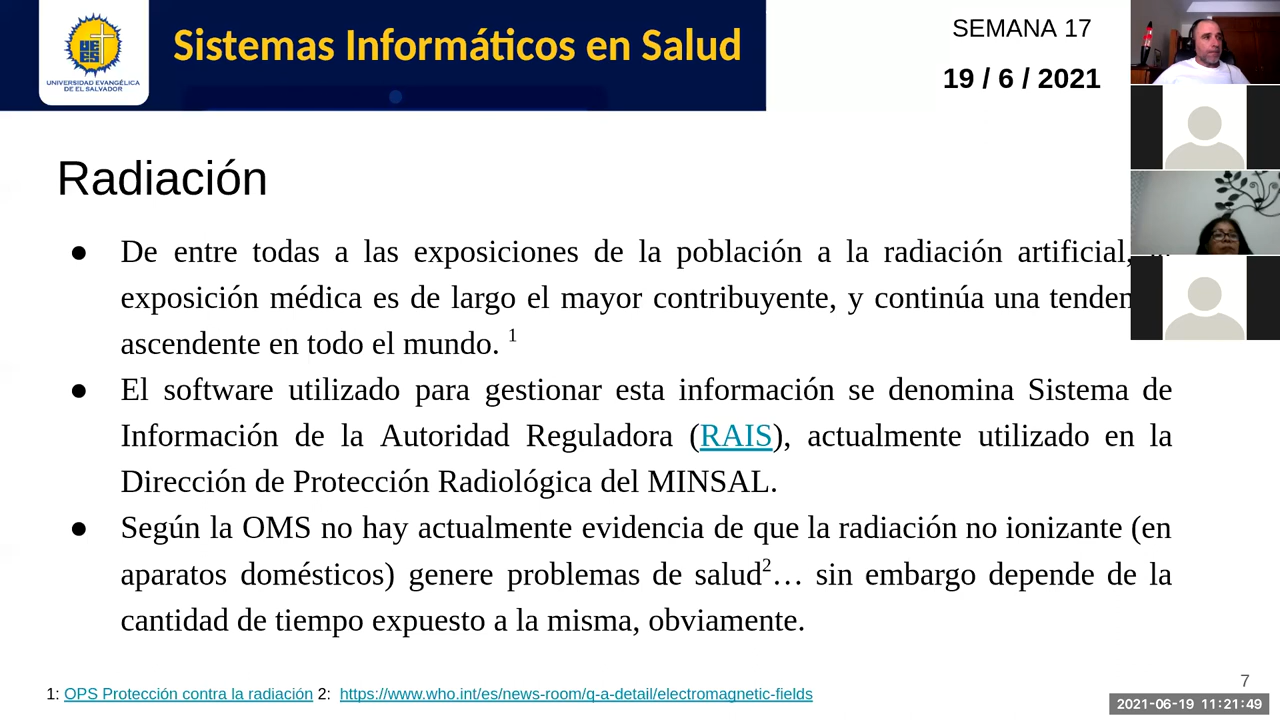 Sistemas Informáticos en Salud
UNIVERSIDAD EVANGÉLICA
DE EL SALVADOR
SEMANA 17
19 / 6 / 2021
Radiación
● De entre todas a las exposiciones de la población a la radiación artificial,
exposición médica es de largo el mayor contribuyente, y continúa una
ascendente en todo el mundo. 1
● El software utilizado para gestionar esta información se denomina Sistema de
Información de la Autoridad Reguladora (RAIS), actualmente utilizado en la
Dirección de Protección Radiológica del MINSAL.
● Según la OMS no hay actualmente evidencia de que la radiación no ionizante (en
aparatos domésticos) genere problemas de salud2… sin embargo depende de la
cantidad de tiempo expuesto a la misma, obviamente.
1: OPS Protección contra la radiación 2: https://www.who.int/es/news-room/q-a-detail/electromagnetic-fields
7
2021-06-19 11:21:49